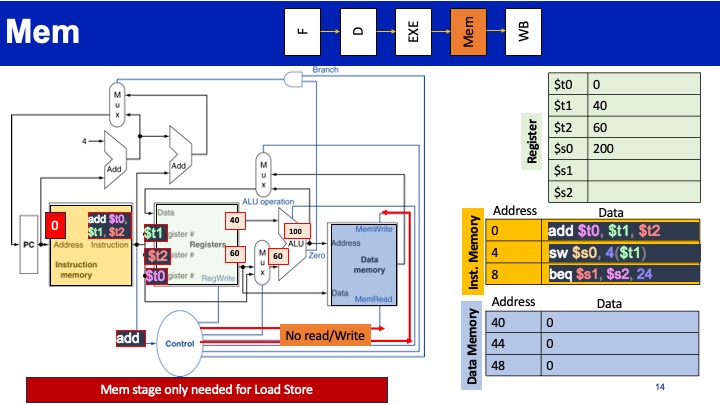 Mem
F
D
EXE
Mem
WB
Branch
M
u
x
4
Add
Add
M
u
x
ALU operation
0
add $t0,
$t1, $t2
PC
Address
Instruction
Instruction
memory
Data
$t1
gister #
Registers
$t2
ister #
$t0
gister #
RegWrite
40
60
M
u
x
60
100
ALU
Zero
MemWrite
Address
Data
memory
Data
MemRead
add
Control
No read/Write
Mem stage only needed for Load Store
Register
$t0 0
$t1 40
$t2 60
$s0 200
$s1
$s2
Inst. Memory
Address Data
0 add $t0, $t1, $t2
4 sw $s0, 4($t1)
8 beq $s1, $s2, 24
Data Memory
Address Data
40 0
44 0
48 0
14